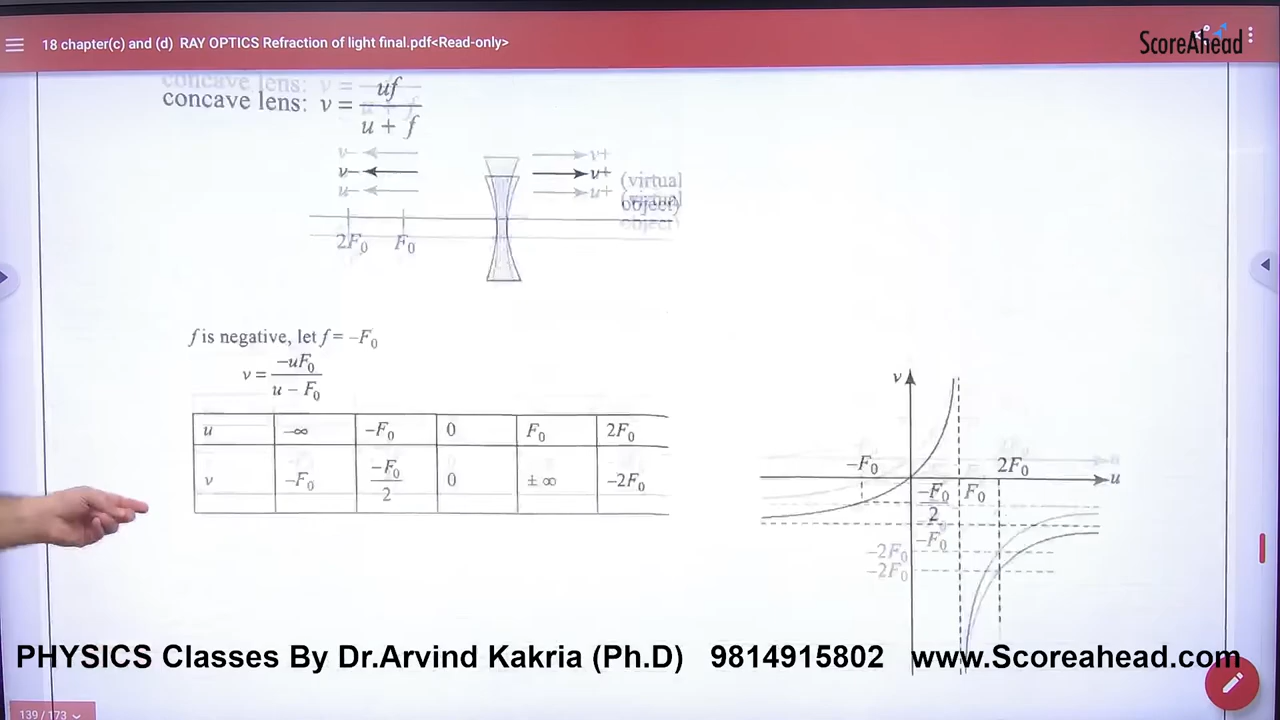 18 chapter(c) and (d) RAY OPTICS Refraction of light final.pdf<Read-only>
ScoreAhead
concave lens: v = uf / u + f
v– v+
u– u+ (virtual object)
2F₀ F₀
f is negative, let f = –F₀
v = –uF₀ / u – F₀
u –∞ –F₀ 0 F₀ 2F₀
v –F₀ –F₀/2 0 ± ∞ –2F₀
v
–F₀ 2F₀
u
–F₀/2 F₀
–F₀
–2F₀
PHYSICS Classes By Dr.Arvind Kakria (Ph.D) 9814915802 www.Scoreahead.com
139 / 173